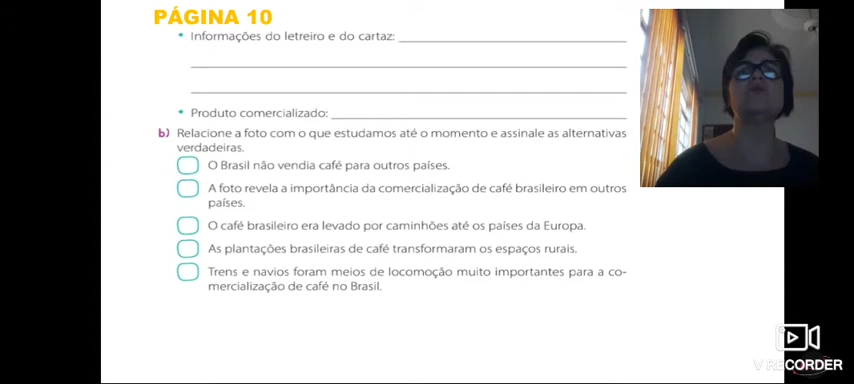 PÁGINA 10
• Informações do letreiro e do cartaz:
• Produto comercializado:
b) Relacione a foto com o que estudamos até o momento e assinale as alternativas
verdadeiras.
O Brasil não vendia café para outros países.
A foto revela a importância da comercialização de café brasileiro em outros
países.
O café brasileiro era levado por caminhões até os países da Europa.
As plantações brasileiras de café transformaram os espaços rurais.
Trens e navios foram meios de locomoção muito importantes para a co-
mercialização de café no Brasil.
V RECORDER